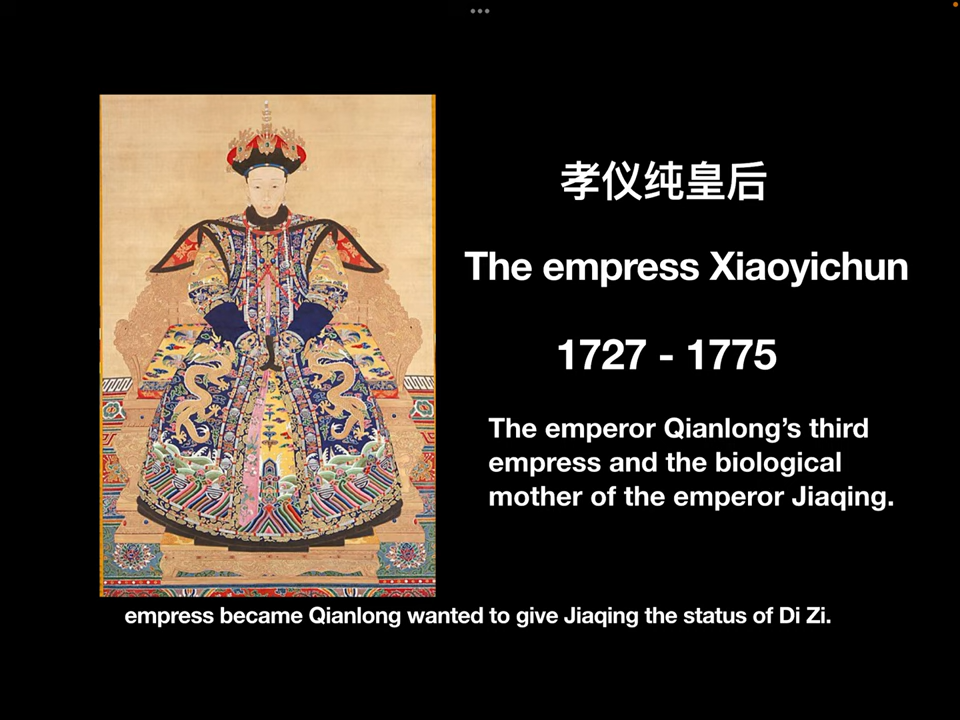 孝仪纯皇后
The empress Xiaoyichun
1727 - 1775
The emperor Qianlong’s third
empress and the biological
mother of the emperor Jiaqing.
empress became Qianlong wanted to give Jiaqing the status of Di Zi.